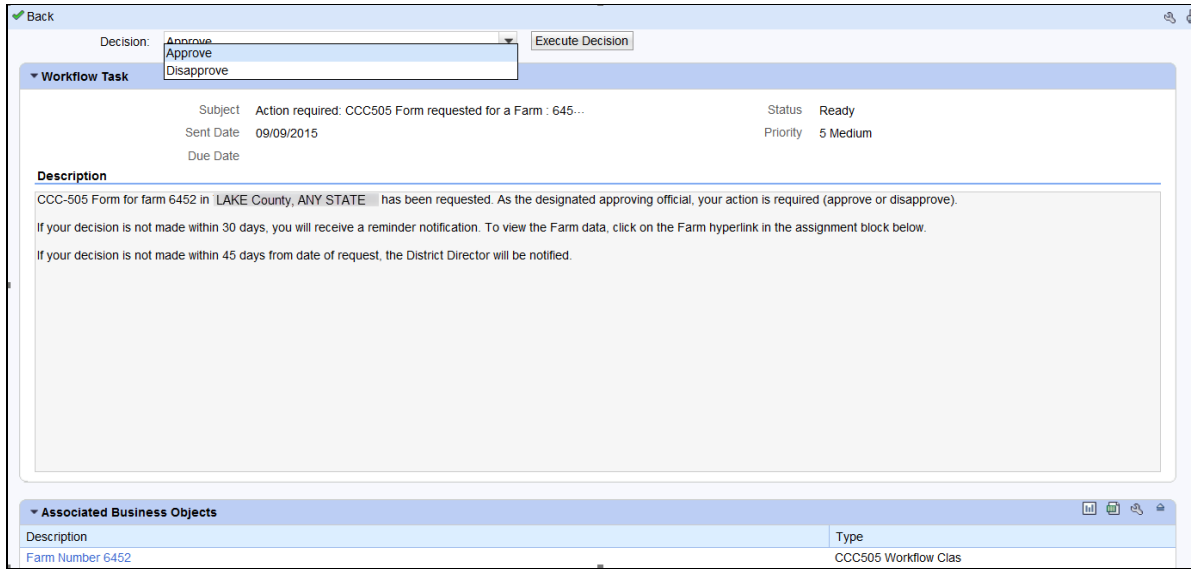 Back
Decision: Approve Execute Decision
Approve
Disapprove
Workflow Task
Subject Action required: CCC505 Form requested for a Farm : 645... Status Ready
Sent Date 09/09/2015 Priority 5 Medium
Due Date
Description
CCC-505 Form for farm 6452 in LAKE County, ANY STATE has been requested. As the designated approving official, your action is required (approve or disapprove).
If your decision is not made within 30 days, you will receive a reminder notification. To view the Farm data, click on the Farm hyperlink in the assignment block below.
If your decision is not made within 45 days from date of request, the District Director will be notified.
Associated Business Objects
Description Type
Farm Number 6452 CCC505 Workflow Clas